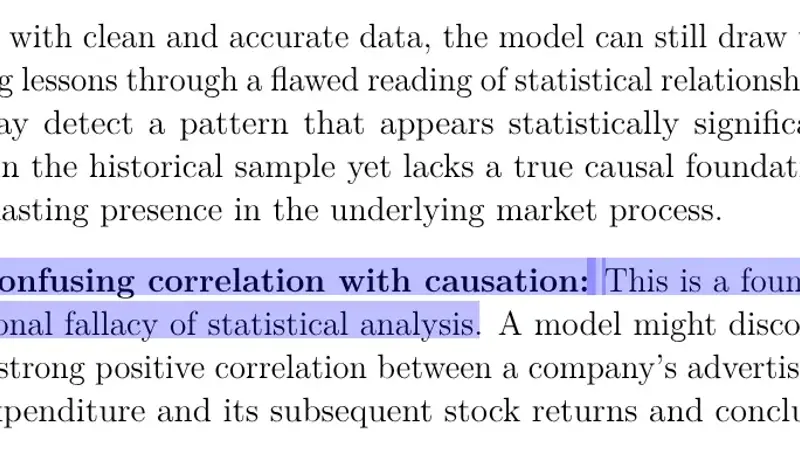 with clean and accurate data, the model can still draw
g lessons through a flawed reading of statistical relationsh
ay detect a pattern that appears statistically signific
n the historical sample yet lacks a true causal foundat
lasting presence in the underlying market process.
onfusing correlation with causation: This is a foun
onal fallacy of statistical analysis. A model might disco
strong positive correlation between a company's advertis
xpenditure and its subsequent stock returns and conclu